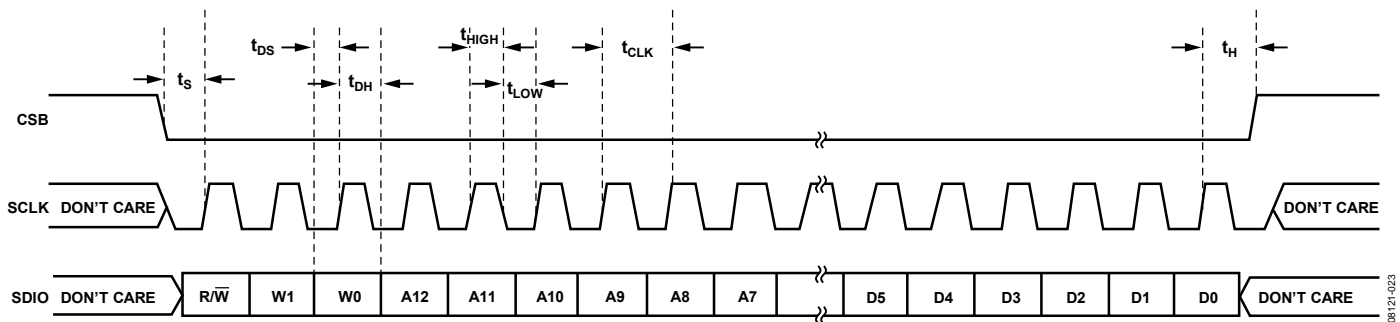 tDS
tHIGH
tCLK
tH
tS
tDH
tLOW
CSB
SCLK DON'T CARE DON'T CARE
SDIO DON'T CARE R/W̅ W1 W0 A12 A11 A10 A9 A8 A7 D5 D4 D3 D2 D1 D0 DON'T CARE
08121-023